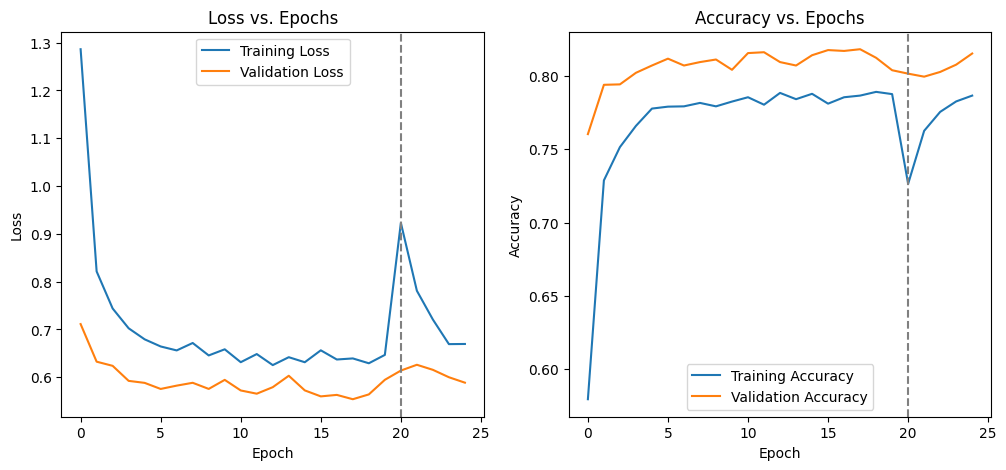 Loss vs. Epochs
1.3
1.2
1.1
1.0
0.9
0.8
0.7
0.6
Loss
0
5
10
15
20
25
Epoch
Training Loss
Validation Loss
Accuracy vs. Epochs
0.80
0.75
0.70
0.65
0.60
Accuracy
0
5
10
15
20
25
Epoch
Training Accuracy
Validation Accuracy